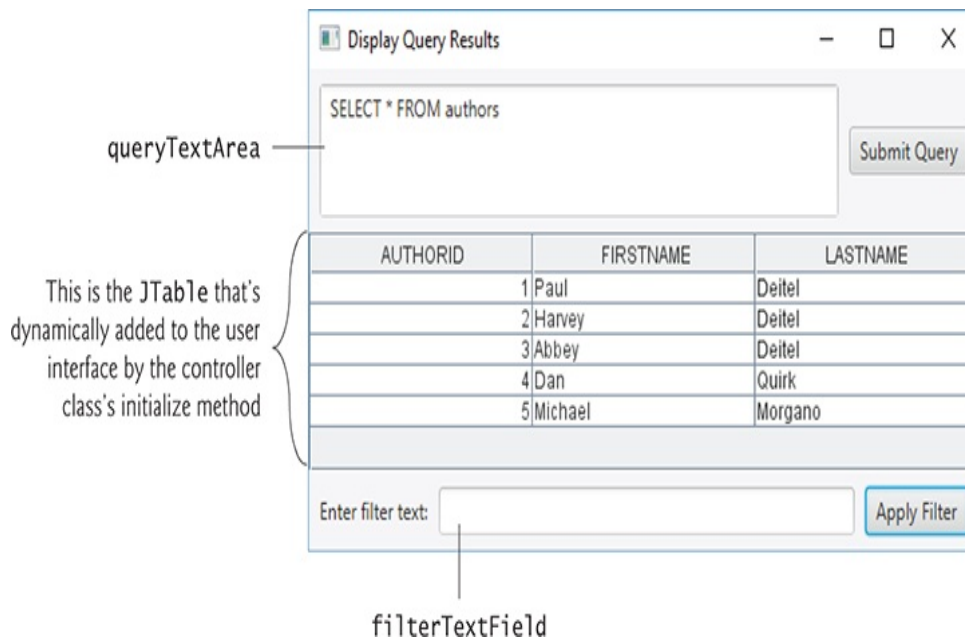 Display Query Results
SELECT * FROM authors
queryTextArea
Submit Query
AUTHORID FIRSTNAME LASTNAME
1 Paul Deitel
2 Harvey Deitel
3 Abbey Deitel
4 Dan Quirk
5 Michael Morgano
This is the JTable that's
dynamically added to the user
interface by the controller
class's initialize method
Enter filter text:
Apply Filter
filterTextField